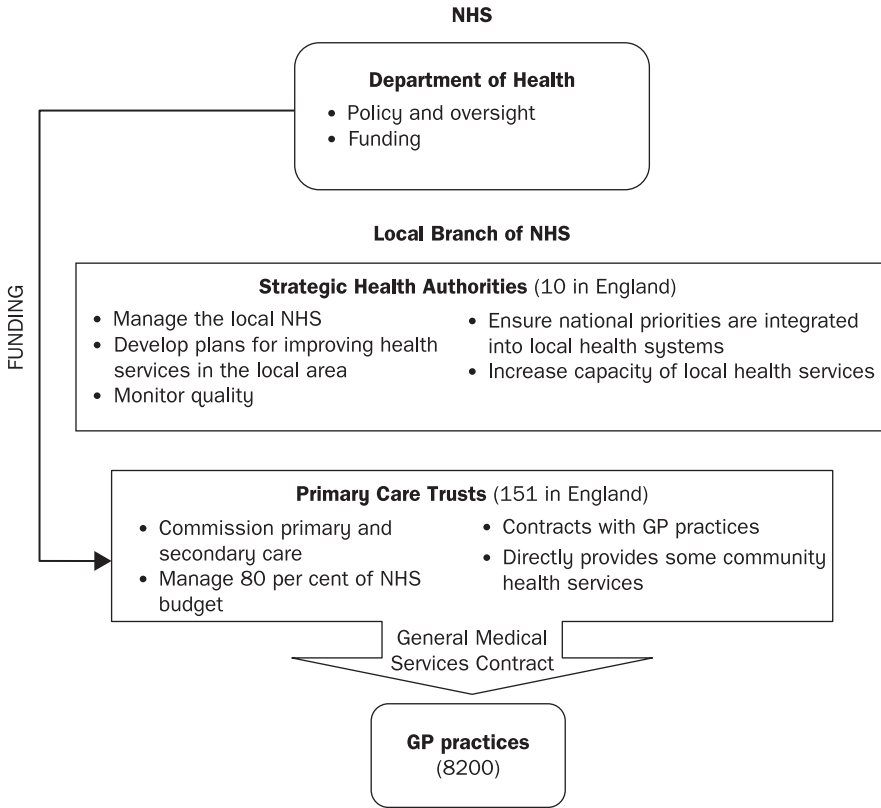 NHS
Department of Health
• Policy and oversight
• Funding
FUNDING
Local Branch of NHS
Strategic Health Authorities (10 in England)
• Manage the local NHS
• Develop plans for improving health
services in the local area
• Monitor quality
• Ensure national priorities are integrated
into local health systems
• Increase capacity of local health services
Primary Care Trusts (151 in England)
• Commission primary and
secondary care
• Manage 80 per cent of NHS
budget
• Contracts with GP practices
• Directly provides some community
health services
General Medical
Services Contract
GP practices
(8200)